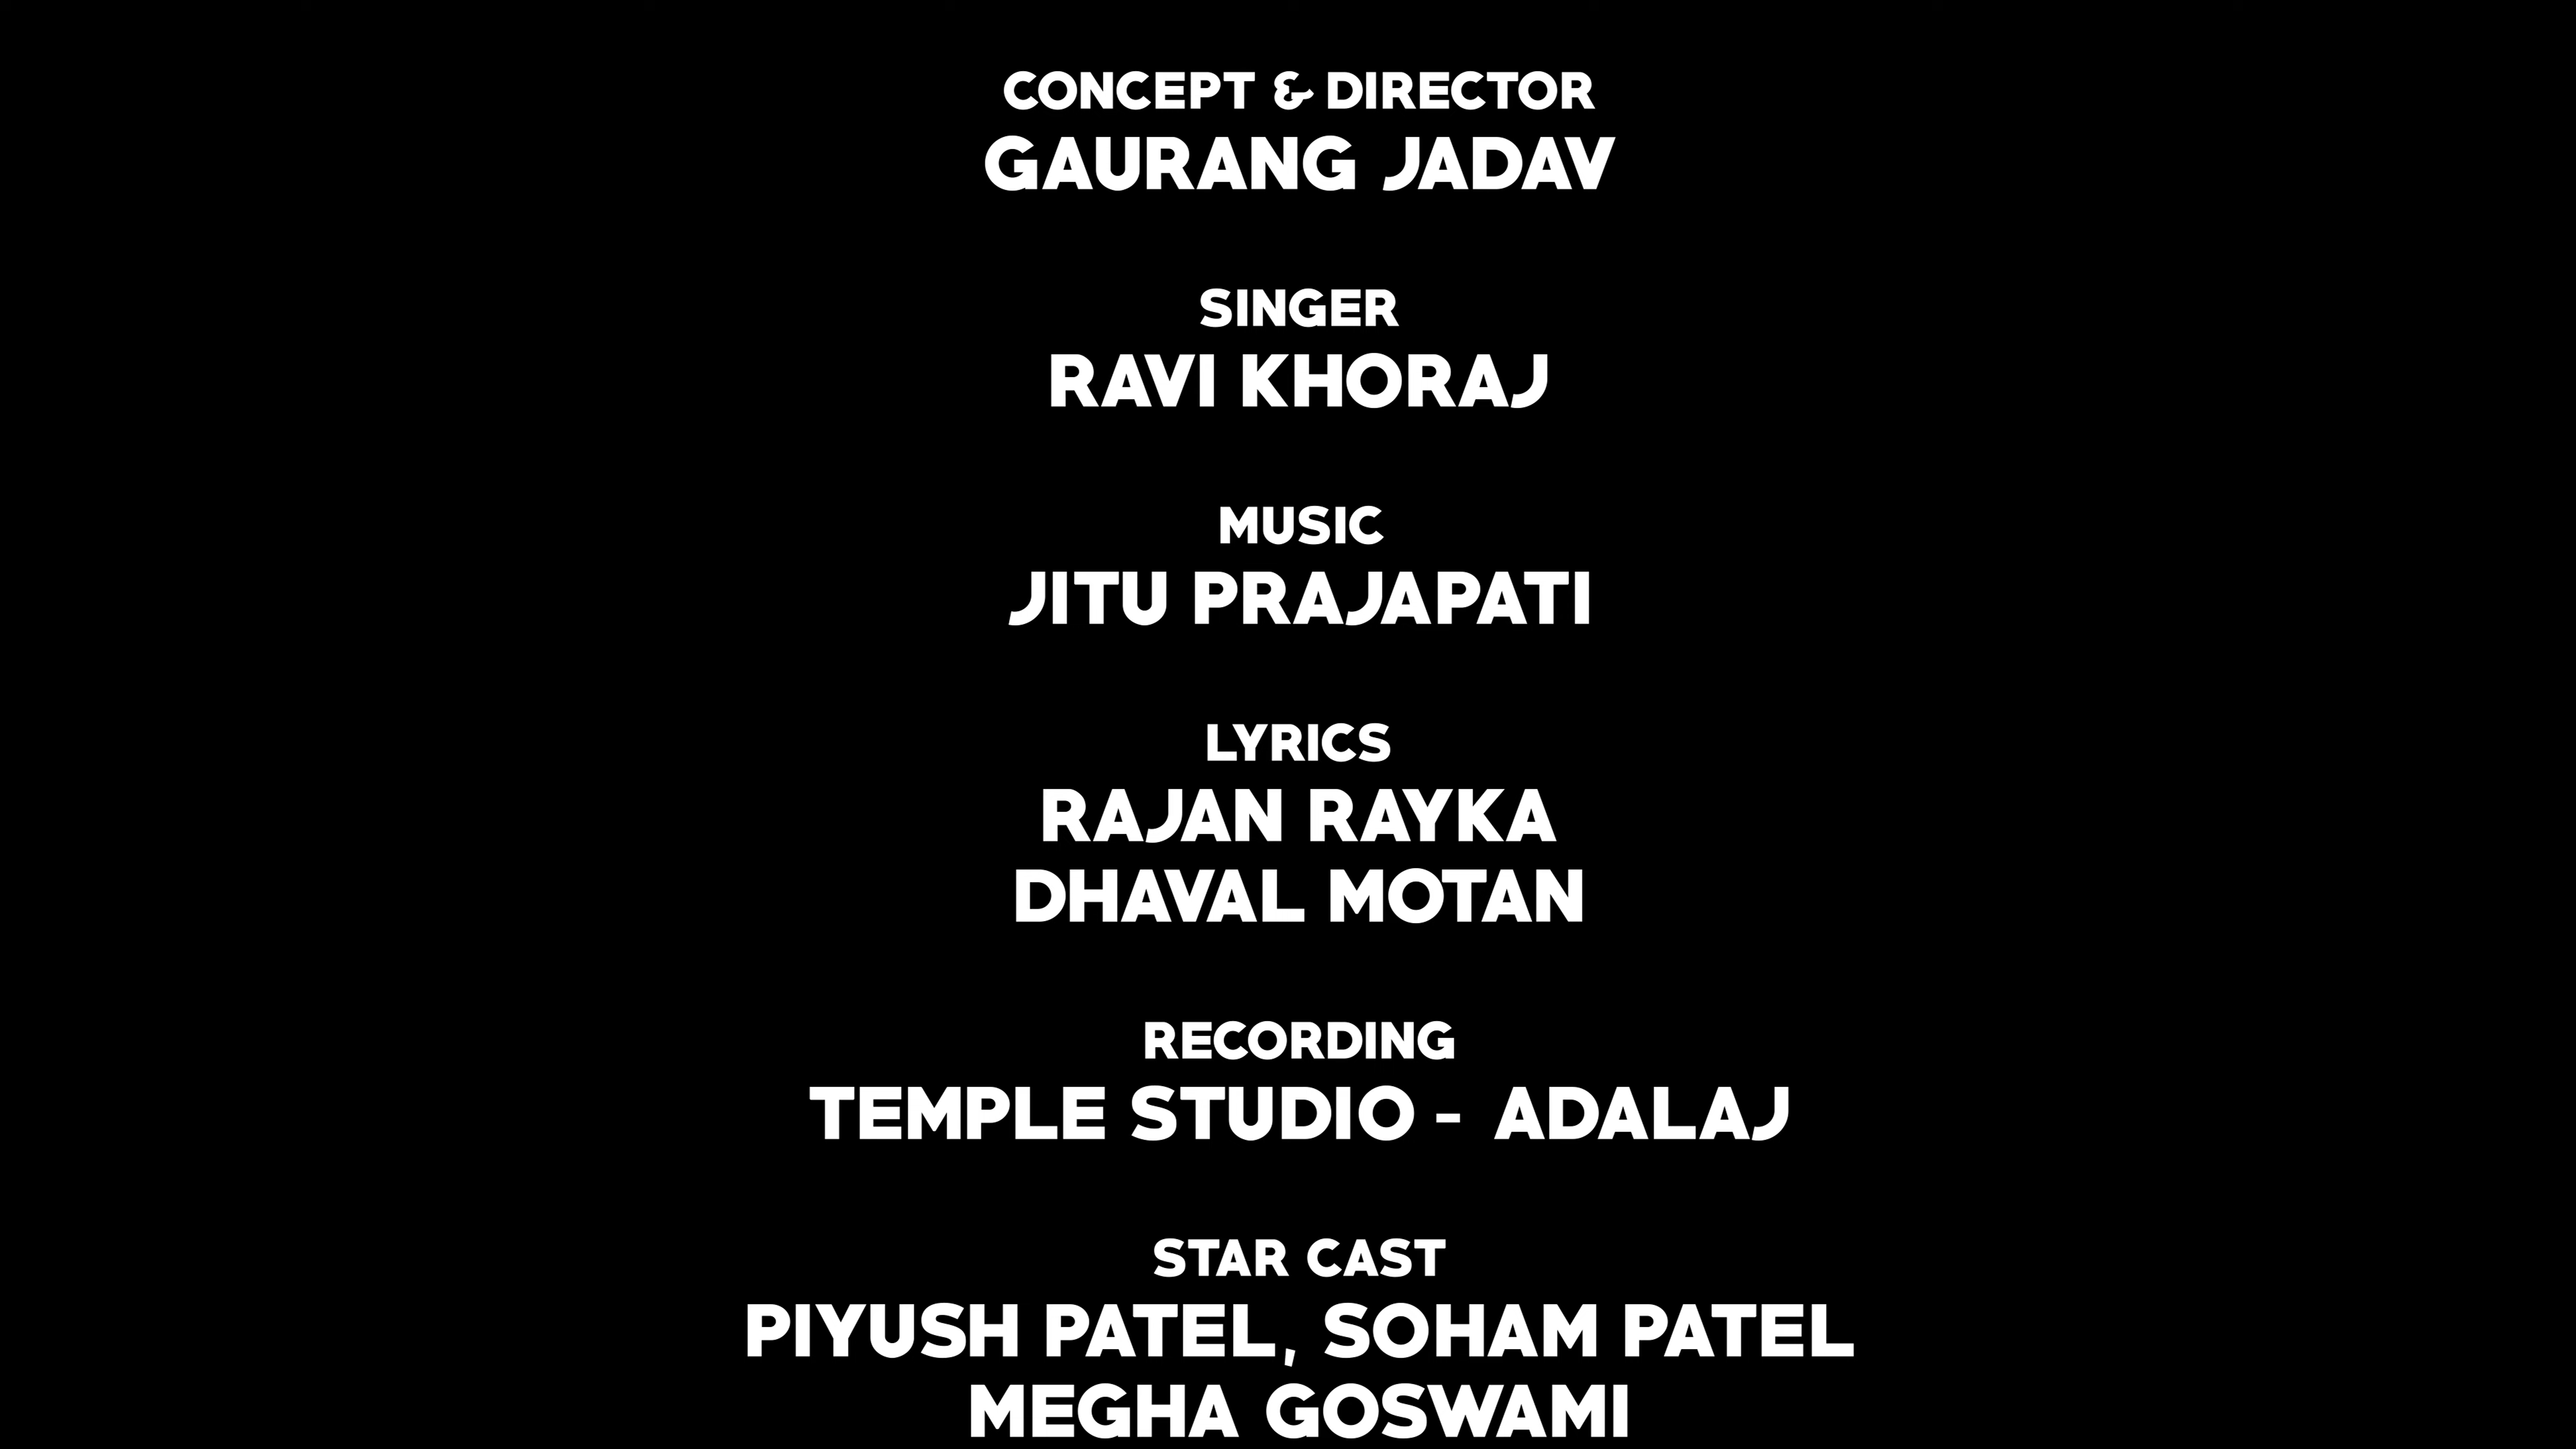 CONCEPT & DIRECTOR
GAURANG JADAV
SINGER
RAVI KHORAJ
MUSIC
JITU PRAJAPATI
LYRICS
RAJAN RAYKA
DHAVAL MOTAN
RECORDING
TEMPLE STUDIO - ADALAJ
STAR CAST
PIYUSH PATEL, SOHAM PATEL
MEGHA GOSWAMI